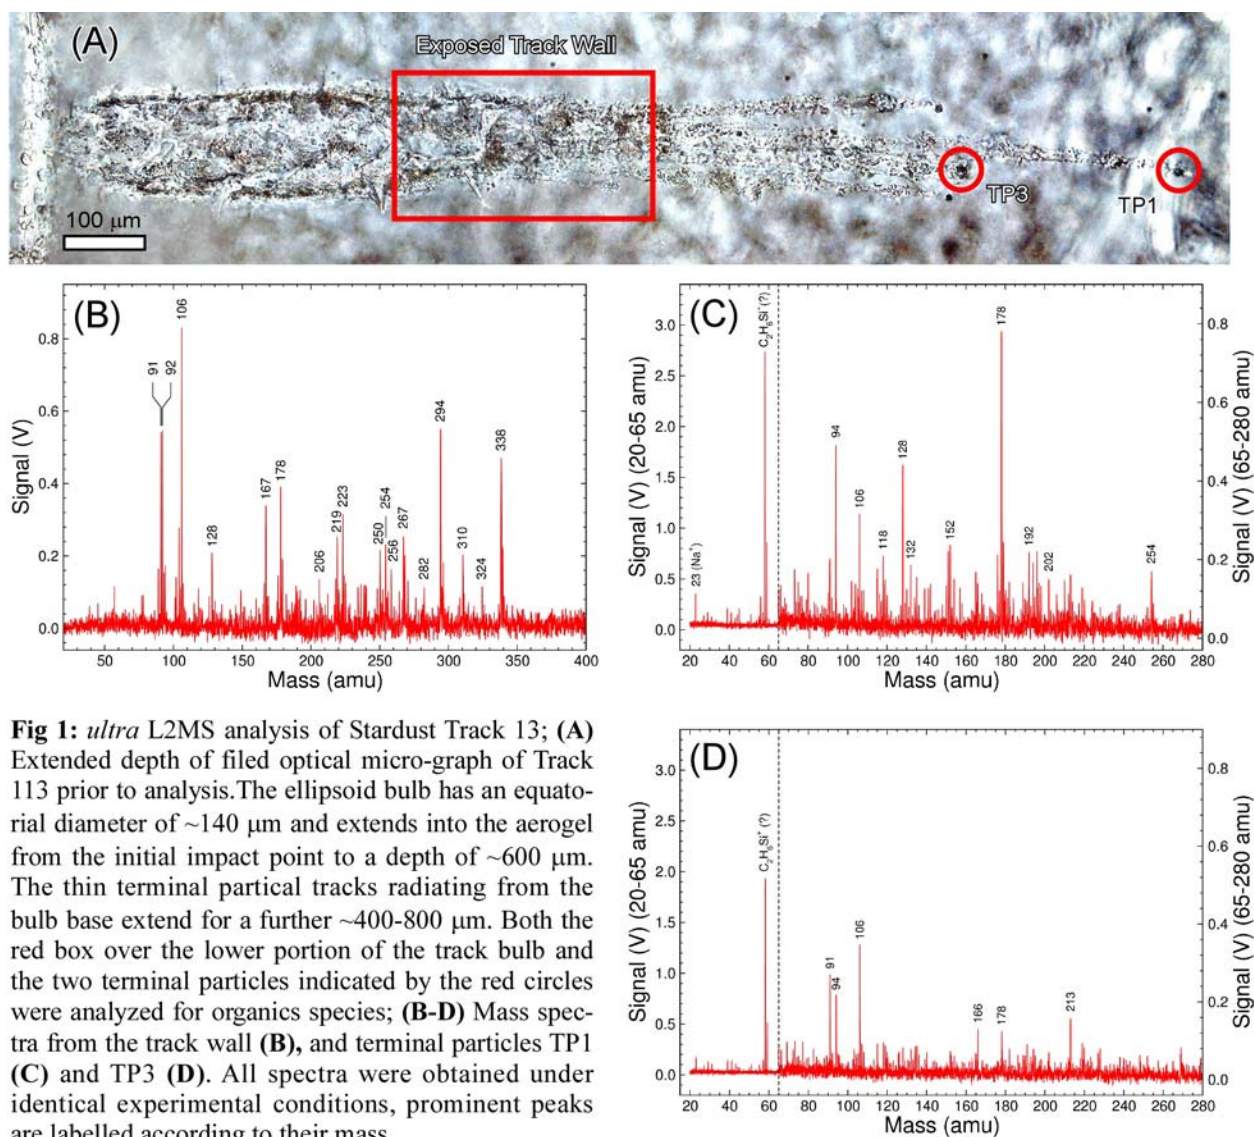 (A)
Exposed Track Wall
100 μm
TP3
TP1
(B)
Signal (V)
0.8
0.6
0.4
0.2
0.0
91
92
106
128
167
178
206
219
223
250
254
256
267
282
294
310
324
338
50
100
150
200
250
300
350
400
Mass (amu)
(C)
Signal (V) (20-65 amu)
3.0
2.5
2.0
1.5
1.0
0.5
0.0
23 (Na⁺)
C₂H₆Si⁺(?)
94
106
118
128
132
152
178
192
202
254
Signal (V) (65-280 amu)
0.8
0.6
0.4
0.2
0.0
20 40 60 80 100 120 140 160 180 200 220 240 260 280
Mass (amu)
Fig 1: ultra L2MS analysis of Stardust Track 13; (A)
Extended depth of filed optical micro-graph of Track
113 prior to analysis.The ellipsoid bulb has an equato-
rial diameter of ~140 μm and extends into the aerogel
from the initial impact point to a depth of ~600 μm.
The thin terminal partical tracks radiating from the
bulb base extend for a further ~400-800 μm. Both the
red box over the lower portion of the track bulb and
the two terminal particles indicated by the red circles
were analyzed for organics species; (B-D) Mass spec-
tra from the track wall (B), and terminal particles TP1
(C) and TP3 (D). All spectra were obtained under
identical experimental conditions, prominent peaks
are labelled according to their mass
(D)
Signal (V) (20-65 amu)
3.0
2.5
2.0
1.5
1.0
0.5
0.0
C₂H₆Si⁺(?)
91
94
106
166
178
213
Signal (V) (65-280 amu)
0.8
0.6
0.4
0.2
0.0
20 40 60 80 100 120 140 160 180 200 220 240 260 280
Mass (amu)